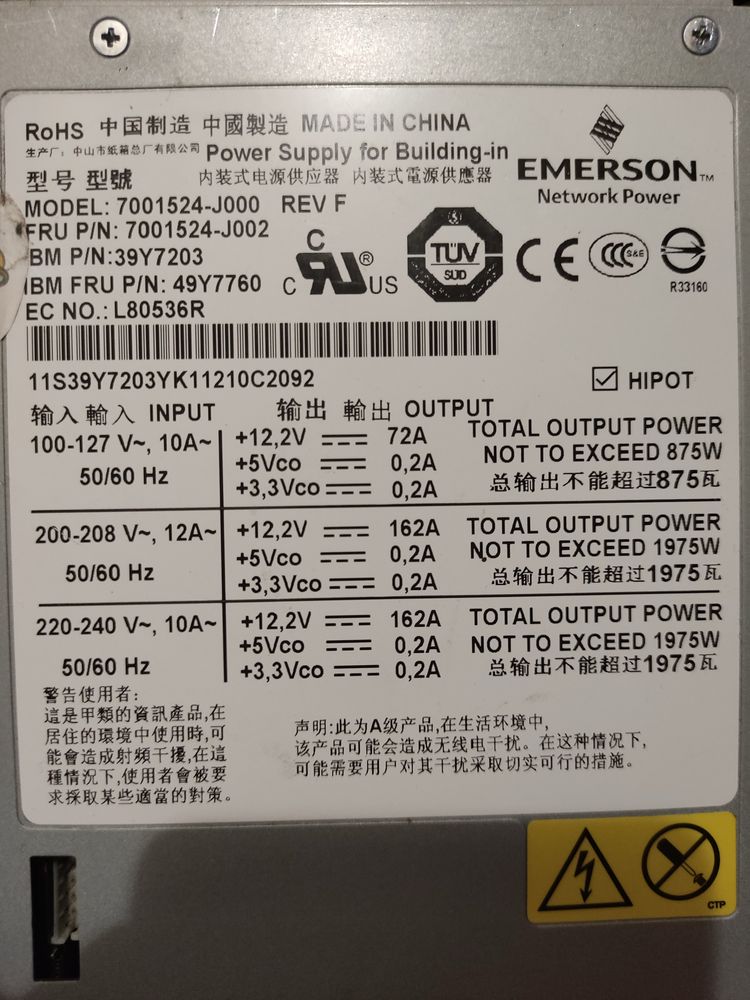 RoHS 中国制造 中國製造 MADE IN CHINA
生产厂: 中山市纸箱总厂有限公司 Power Supply for Building-in
型号 型號 内装式电源供应器 内装式電源供應器
EMERSON™
Network Power
MODEL: 7001524-J000 REV F
FRU P/N: 7001524-J002
IBM P/N:39Y7203
IBM FRU P/N: 49Y7760
EC NO.: L80536R
C RU ® C US
TÜV
SÜD
CE
CCC S&E
R33160
11S39Y7203YK11210C2092
☑ HIPOT
输入 輸入 INPUT 输出 輸出 OUTPUT
100-127 V~, 10A~
50/60 Hz
+12,2V 72A
+5Vco 0,2A
+3,3Vco 0,2A
TOTAL OUTPUT POWER
NOT TO EXCEED 875W
总输出不能超过875瓦
200-208 V~, 12A~
50/60 Hz
+12,2V 162A
+5Vco 0,2A
+3,3Vco 0,2A
TOTAL OUTPUT POWER
NOT TO EXCEED 1975W
总输出不能超过1975瓦
220-240 V~, 10A~
50/60 Hz
+12,2V 162A
+5Vco 0,2A
+3,3Vco 0,2A
TOTAL OUTPUT POWER
NOT TO EXCEED 1975W
总输出不能超过1975瓦
警告使用者:
這是甲類的資訊產品,在
居住的環境中使用時,可
能會造成射頻干擾,在這
種情況下,使用者會被要
求採取某些適當的對策。
声明:此为A级产品,在生活环境中,
该产品可能会造成无线电干扰。在这种情况下,
可能需要用户对其干扰采取切实可行的措施。
CTP